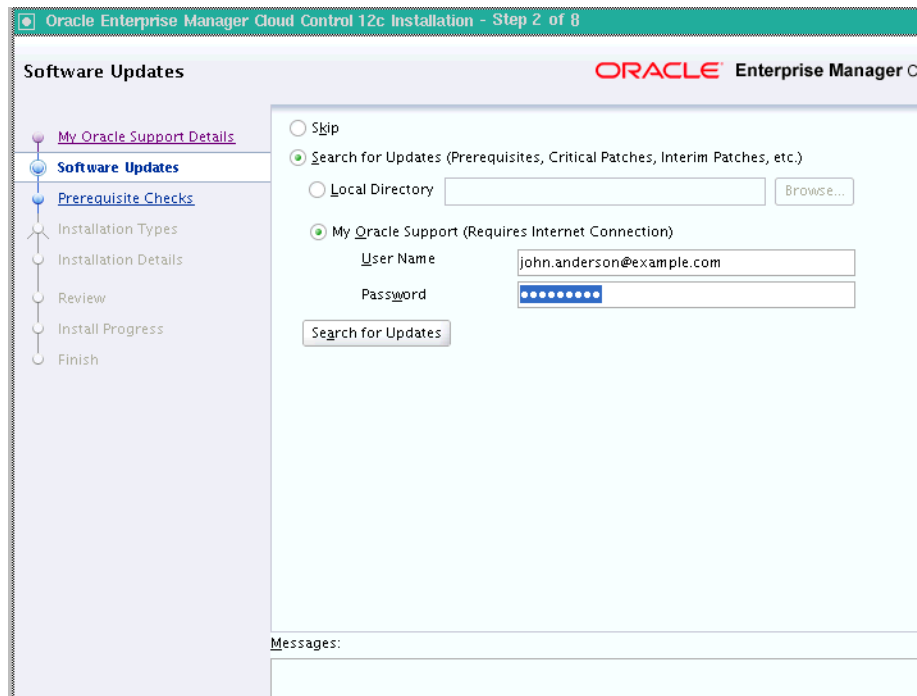 Oracle Enterprise Manager Cloud Control 12c Installation - Step 2 of 8
Software Updates
ORACLE Enterprise Manager C
My Oracle Support Details
Software Updates
Prerequisite Checks
Installation Types
Installation Details
Review
Install Progress
Finish
Skip
Search for Updates (Prerequisites, Critical Patches, Interim Patches, etc.)
Local Directory Browse...
My Oracle Support (Requires Internet Connection)
User Name john.anderson@example.com
Password •••••••••
Search for Updates
Messages: